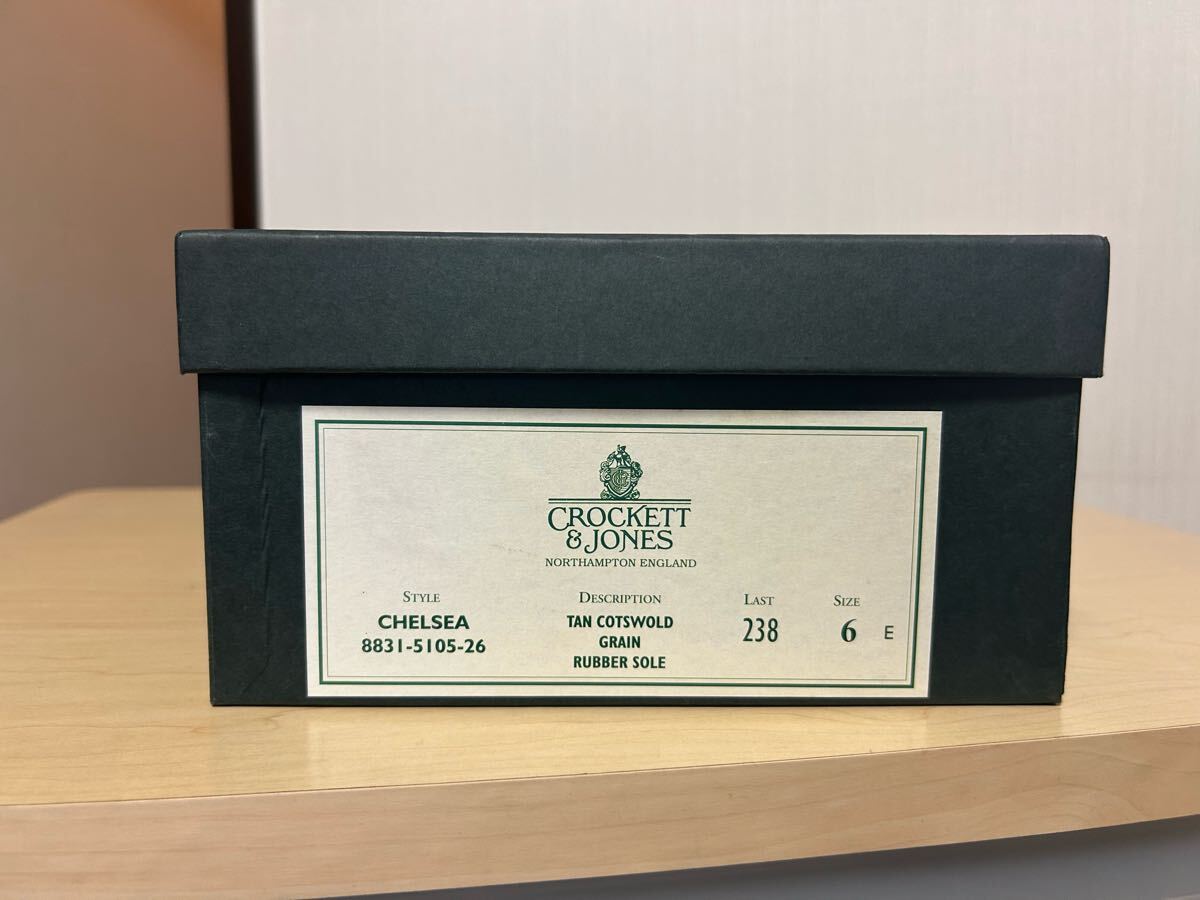 CROCKETT
& JONES
NORTHAMPTON ENGLAND
STYLE
CHELSEA
8831-5105-26
DESCRIPTION
TAN COTSWOLD
GRAIN
RUBBER SOLE
LAST
238
SIZE
6 E